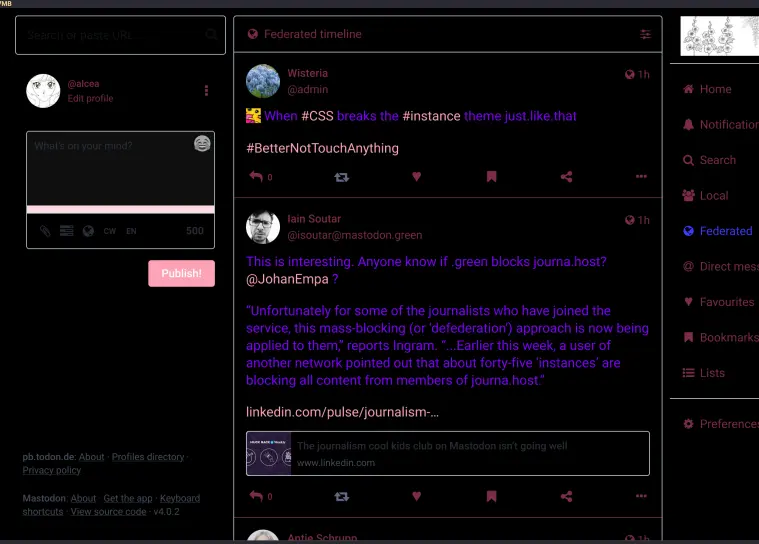 VMB
Search or paste URL...
@alcea
Edit profile
What's on your mind?
CW
EN
500
Publish!
pb.todon.de: About · Profiles directory ·
Privacy policy
Mastodon: About · Get the app · Keyboard
shortcuts · View source code · v4.0.2
Federated timeline
Wisteria
@admin
1h
When #CSS breaks the #instance theme just.like.that
#BetterNotTouchAnything
0
Iain Soutar
@isoutar@mastodon.green
1h
This is interesting. Anyone know if .green blocks journa.host?
@JohanEmpa ?
“Unfortunately for some of the journalists who have joined the
service, this mass-blocking (or ‘defederation’) approach is now being
applied to them,” reports Ingram. “...Earlier this week, a user of
another network pointed out that about forty-five ‘instances’ are
blocking all content from members of journa.host.”
linkedin.com/pulse/journalism-...
The journalism cool kids club on Mastodon isn't going well
www.linkedin.com
0
Antje Schrupp
1h
Home
Notification
Search
Local
Federated
Direct mes
Favourites
Bookmarks
Lists
Preferences